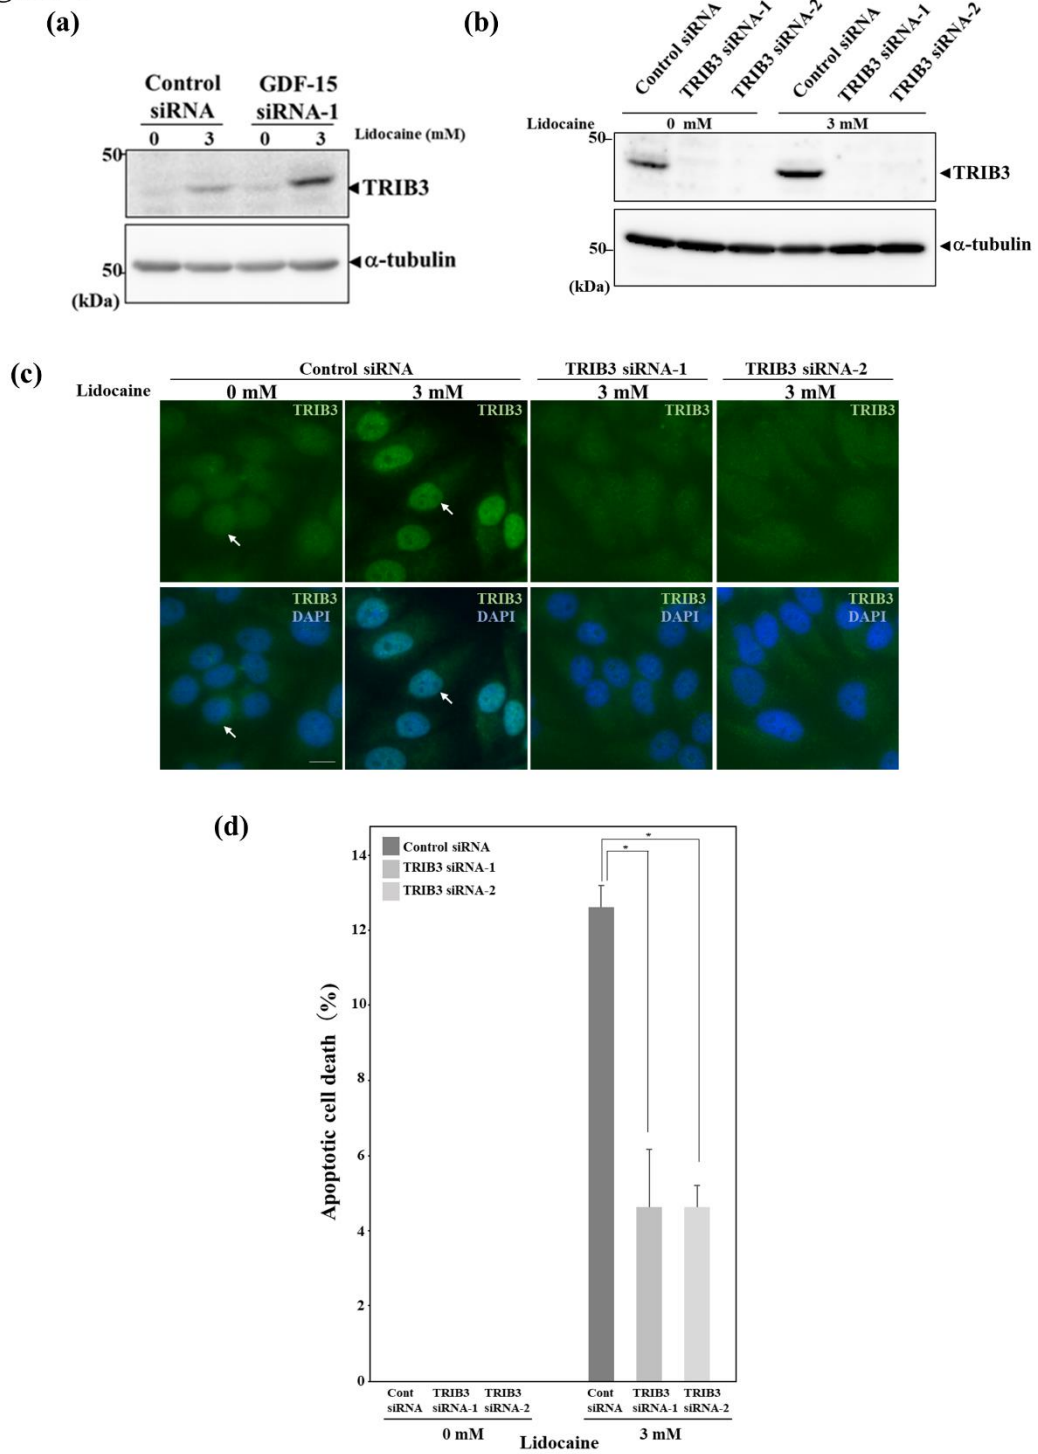 (a)
Control siRNA
GDF-15 siRNA-1
0 3 0 3 Lidocaine (mM)
50
TRIB3
50
α-tubulin
(kDa)
(b)
Control siRNA
TRIB3 siRNA-1
TRIB3 siRNA-2
Control siRNA
TRIB3 siRNA-1
TRIB3 siRNA-2
Lidocaine 0 mM 3 mM
50
TRIB3
50
α-tubulin
(kDa)
(c)
Control siRNA TRIB3 siRNA-1 TRIB3 siRNA-2
Lidocaine 0 mM 3 mM 3 mM 3 mM
TRIB3 TRIB3 TRIB3 TRIB3
TRIB3 TRIB3 TRIB3 TRIB3
DAPI DAPI DAPI DAPI
(d)
Control siRNA
TRIB3 siRNA-1
TRIB3 siRNA-2
*
*
14
12
10
8
6
4
2
0
Apoptotic cell death (%)
Cont TRIB3 TRIB3 Cont TRIB3 TRIB3
siRNA siRNA-1 siRNA-2 siRNA siRNA-1 siRNA-2
0 mM 3 mM
Lidocaine